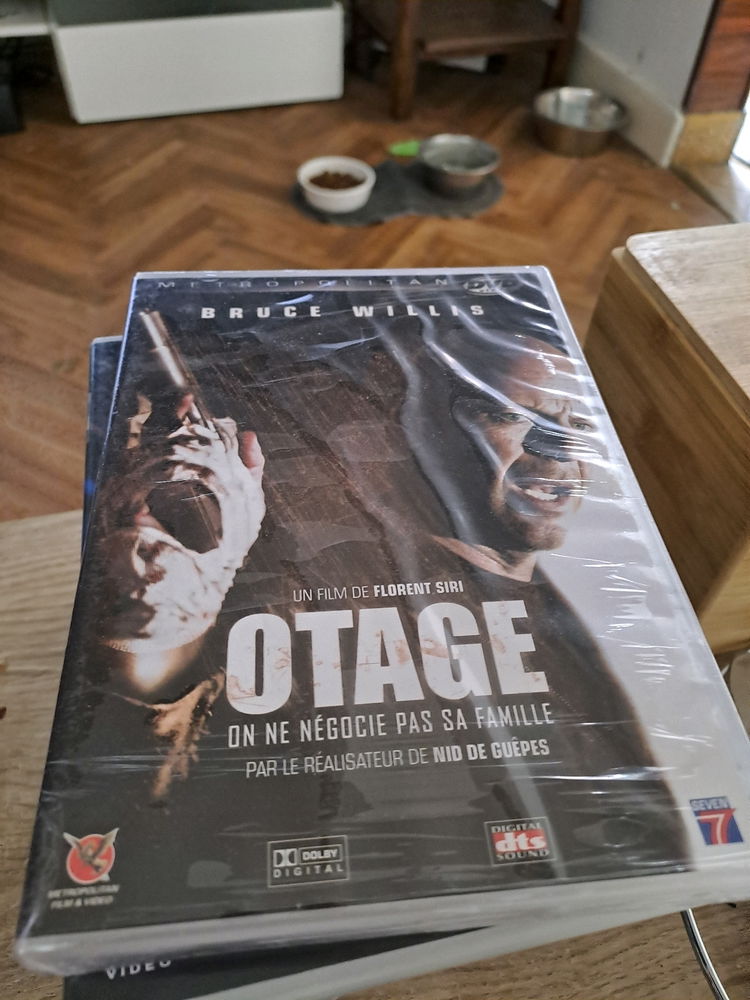 METROPOLITAN
BRUCE WILLIS
UN FILM DE FLORENT SIRI
OTAGE
ON NE NÉGOCIE PAS SA FAMILLE
PAR LE RÉALISATEUR DE NID DE GUÊPES
METROPOLITAN
FILM & VIDEO
DOLBY
DIGITAL
DIGITAL
dts
SOUND
SEVEN
7
VIDEO